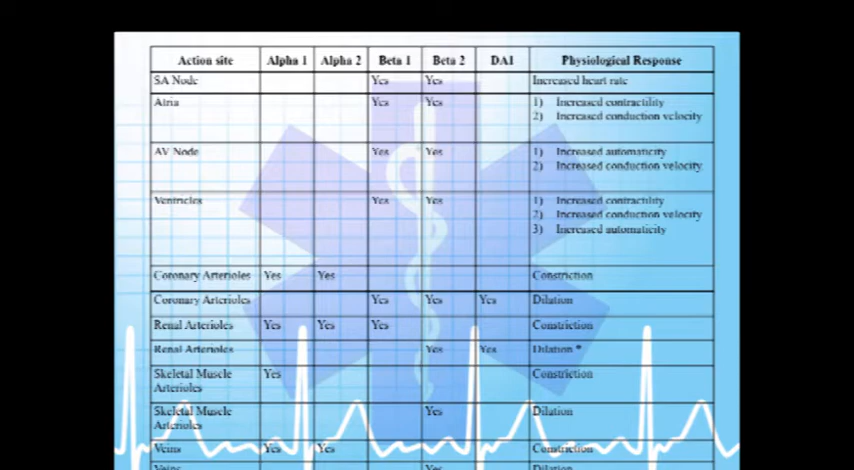 Action site Alpha 1 Alpha 2 Beta 1 Beta 2 DA1 Physiological Response
SA Node Yes Yes Increased heart rate
Atria Yes Yes 1) Increased contractility
2) Increased conduction velocity
AV Node Yes Yes 1) Increased automaticity
2) Increased conduction velocity
Ventricles Yes Yes 1) Increased contractility
2) Increased conduction velocity
3) Increased automaticity
Coronary Arterioles Yes Yes Constriction
Coronary Arterioles Yes Yes Yes Dilation
Renal Arterioles Yes Yes Yes Constriction
Renal Arterioles Yes Yes Dilation *
Skeletal Muscle Yes Constriction
Arterioles
Skeletal Muscle Yes Dilation
Arterioles
Veins Yes Yes Constriction
Veins Yes Dilation